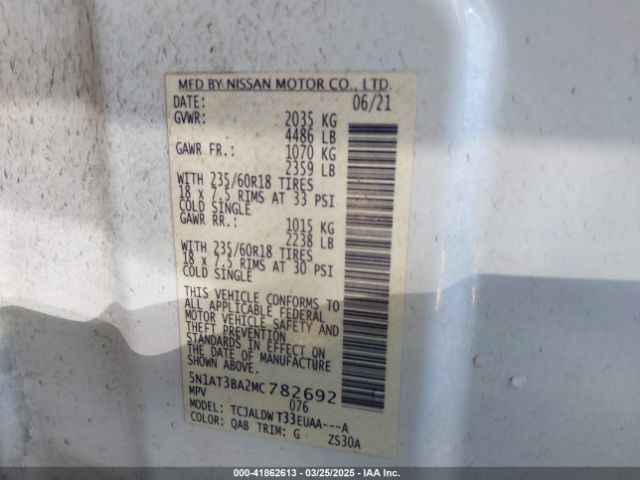 MFD BY NISSAN MOTOR CO., LTD.
DATE: 06/21
GVWR: 2035 KG
4486 LB
GAWR FR.: 1070 KG
2359 LB
WITH 235/60R18 TIRES
18 x 7.5 RIMS AT 33 PSI
COLD SINGLE
GAWR RR.: 1015 KG
2238 LB
WITH 235/60R18 TIRES
18 x 7.5 RIMS AT 30 PSI
COLD SINGLE
THIS VEHICLE CONFORMS TO
ALL APPLICABLE FEDERAL
MOTOR VEHICLE SAFETY AND
THEFT PREVENTION
STANDARDS IN EFFECT ON
THE DATE OF MANUFACTURE
SHOWN ABOVE.
5N1AT3BA2MC782692
MPV 076
MODEL: TCJALDW T33EUAA---A
COLOR: QAB TRIM: G ZS30A
000-41862613 - 03/25/2025 - IAA Inc.